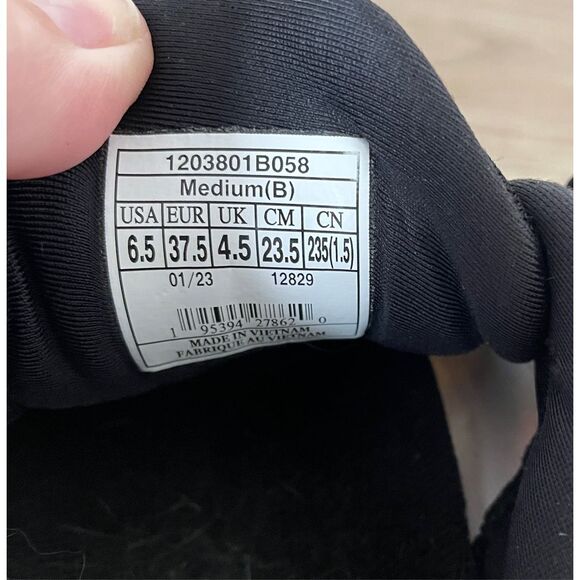 1203801B058
Medium(B)
USA EUR UK CM CN
6.5 37.5 4.5 23.5 235(1.5)
01/23 12829
1 95394 27862 0
MADE IN VIETNAM
FABRIQUE AU VIETNAM